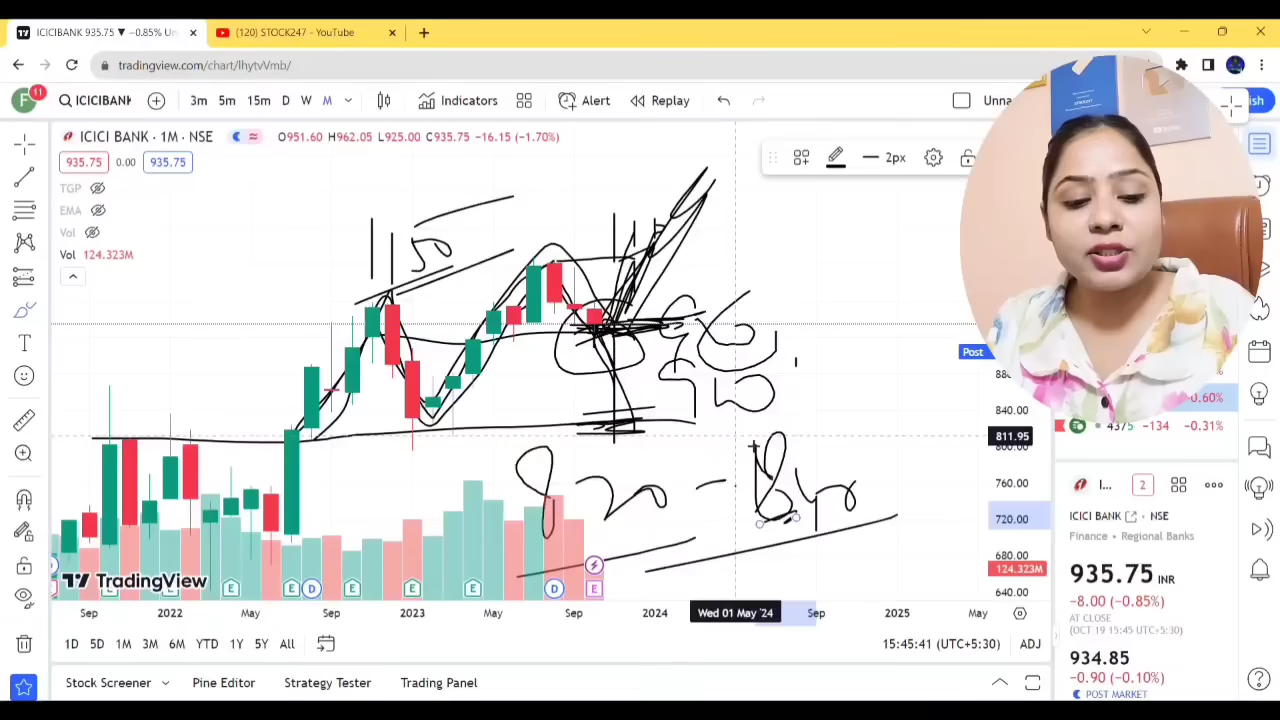 ICICIBANK 935.75 ▼ −0.85% Un
(120) STOCK247 - YouTube
tradingview.com/chart/lhytvVmb/
F 11 ICICIBANK 3m 5m 15m D W M Indicators Alert Replay Unna
ICICI BANK · 1M · NSE O951.60 H962.05 L925.00 C935.75 −16.15 (−1.70%)
935.75 0.00 935.75
2px
TGP
EMA
Vol
Vol 124.323M
1150
Post
-0.60%
840.00
811.95
800.00
4375 -134 -0.31%
820 -
760.00
720.00
680.00
124.323M
640.00
I... 2
ICICI BANK · NSE
Finance · Regional Banks
935.75 INR
−8.00 (−0.85%)
AT CLOSE
(OCT 19 15:45 UTC+5:30)
934.85
−0.90 (−0.10%)
POST MARKET
TradingView
E E E D E E E D E
Sep 2022 May Sep 2023 May Sep 2024 Wed 01 May '24 Sep 2025 May
1D 5D 1M 3M 6M YTD 1Y 5Y All 15:45:41 (UTC+5:30) ADJ
Stock Screener Pine Editor Strategy Tester Trading Panel